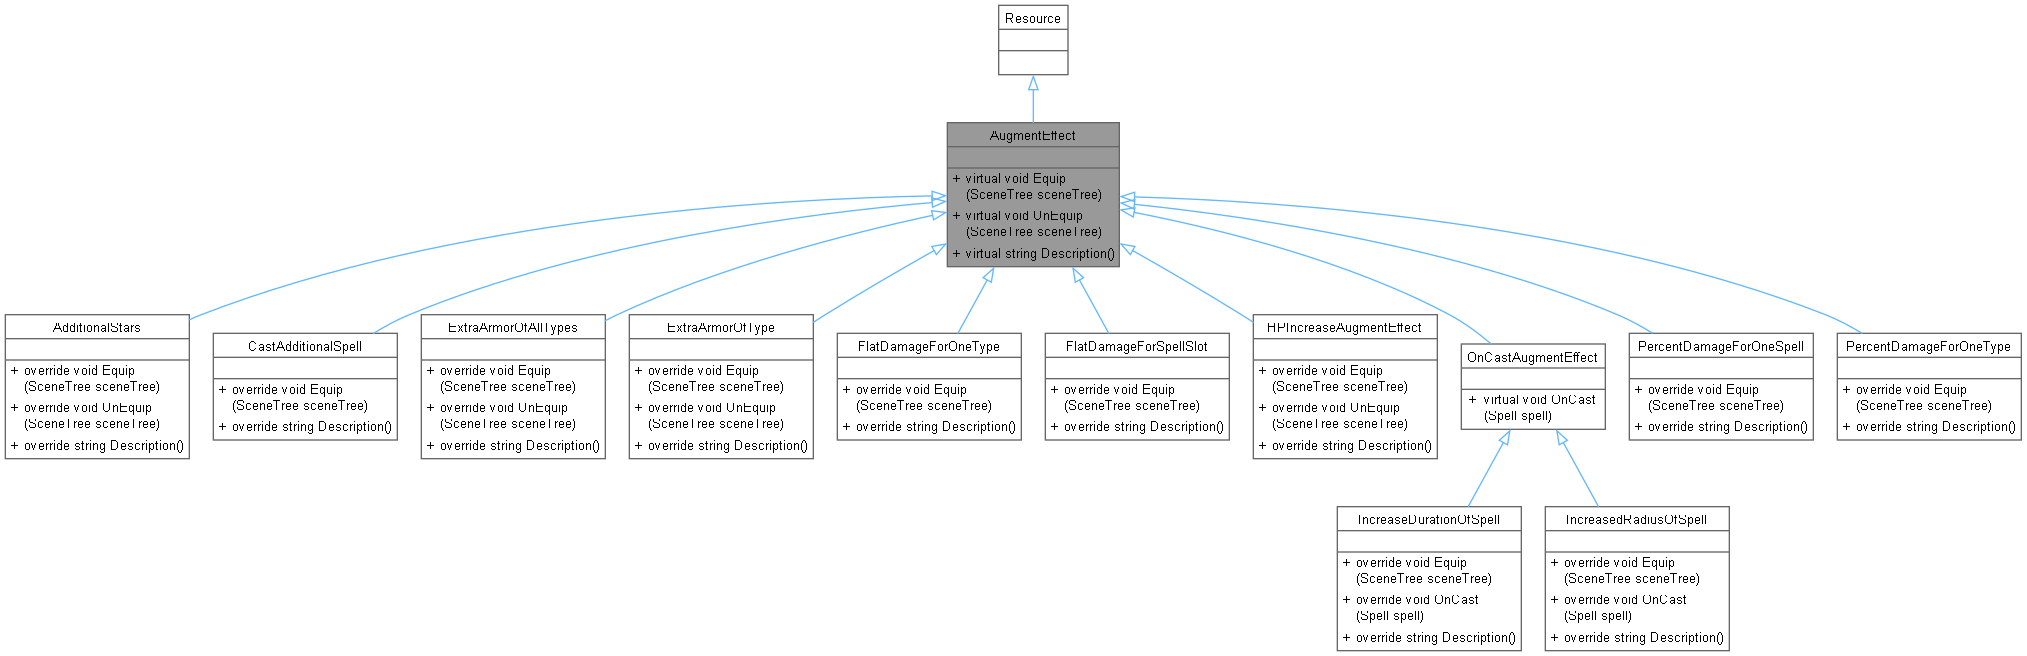 Resource
AugmentEffect
+ virtual void Equip
(SceneTree sceneTree)
+ virtual void UnEquip
(SceneTree sceneTree)
+ virtual string Description()
AdditionalStars
+ override void Equip
(SceneTree sceneTree)
+ override void UnEquip
(SceneTree sceneTree)
+ override string Description()
CastAdditionalSpell
+ override void Equip
(SceneTree sceneTree)
+ override string Description()
ExtraArmorOfAllTypes
+ override void Equip
(SceneTree sceneTree)
+ override void UnEquip
(SceneTree sceneTree)
+ override string Description()
ExtraArmorOfType
+ override void Equip
(SceneTree sceneTree)
+ override void UnEquip
(SceneTree sceneTree)
+ override string Description()
FlatDamageForOneType
+ override void Equip
(SceneTree sceneTree)
+ override string Description()
FlatDamageForSpellSlot
+ override void Equip
(SceneTree sceneTree)
+ override string Description()
HPIncreaseAugmentEffect
+ override void Equip
(SceneTree sceneTree)
+ override void UnEquip
(SceneTree sceneTree)
+ override string Description()
OnCastAugmentEffect
+ virtual void OnCast
(Spell spell)
PercentDamageForOneSpell
+ override void Equip
(SceneTree sceneTree)
+ override string Description()
PercentDamageForOneType
+ override void Equip
(SceneTree sceneTree)
+ override string Description()
IncreaseDurationOfSpell
+ override void Equip
(SceneTree sceneTree)
+ override void OnCast
(Spell spell)
+ override string Description()
IncreasedRadiusOfSpell
+ override void Equip
(SceneTree sceneTree)
+ override void OnCast
(Spell spell)
+ override string Description()